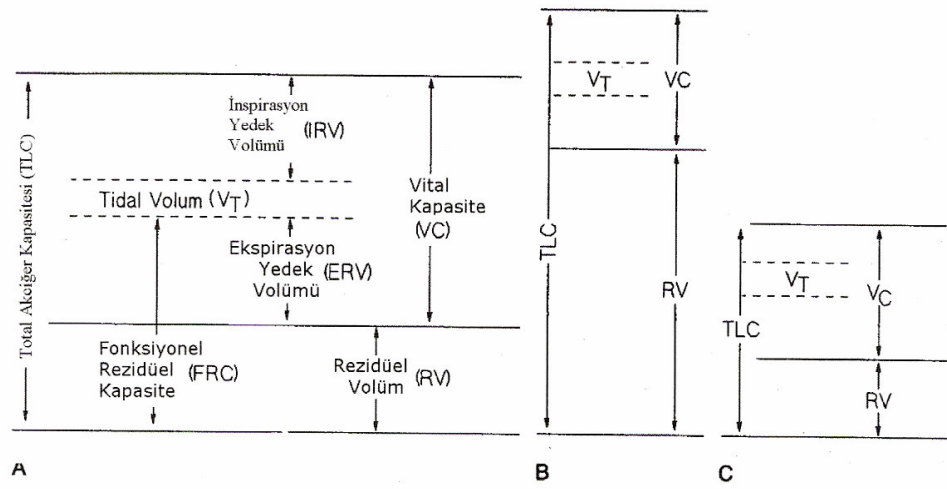 Total Akciğer Kapasitesi (TLC)
İnspirasyon
Yedek
Volümü (IRV)
Tidal Volum (VT)
Ekspirasyon
Yedek (ERV)
Volümü
Vital
Kapasite
(VC)
Fonksiyonel
Rezidüel (FRC)
Kapasite
Rezidüel (RV)
Volüm
A
TLC
VT
VC
RV
B
TLC
VT
VC
RV
C